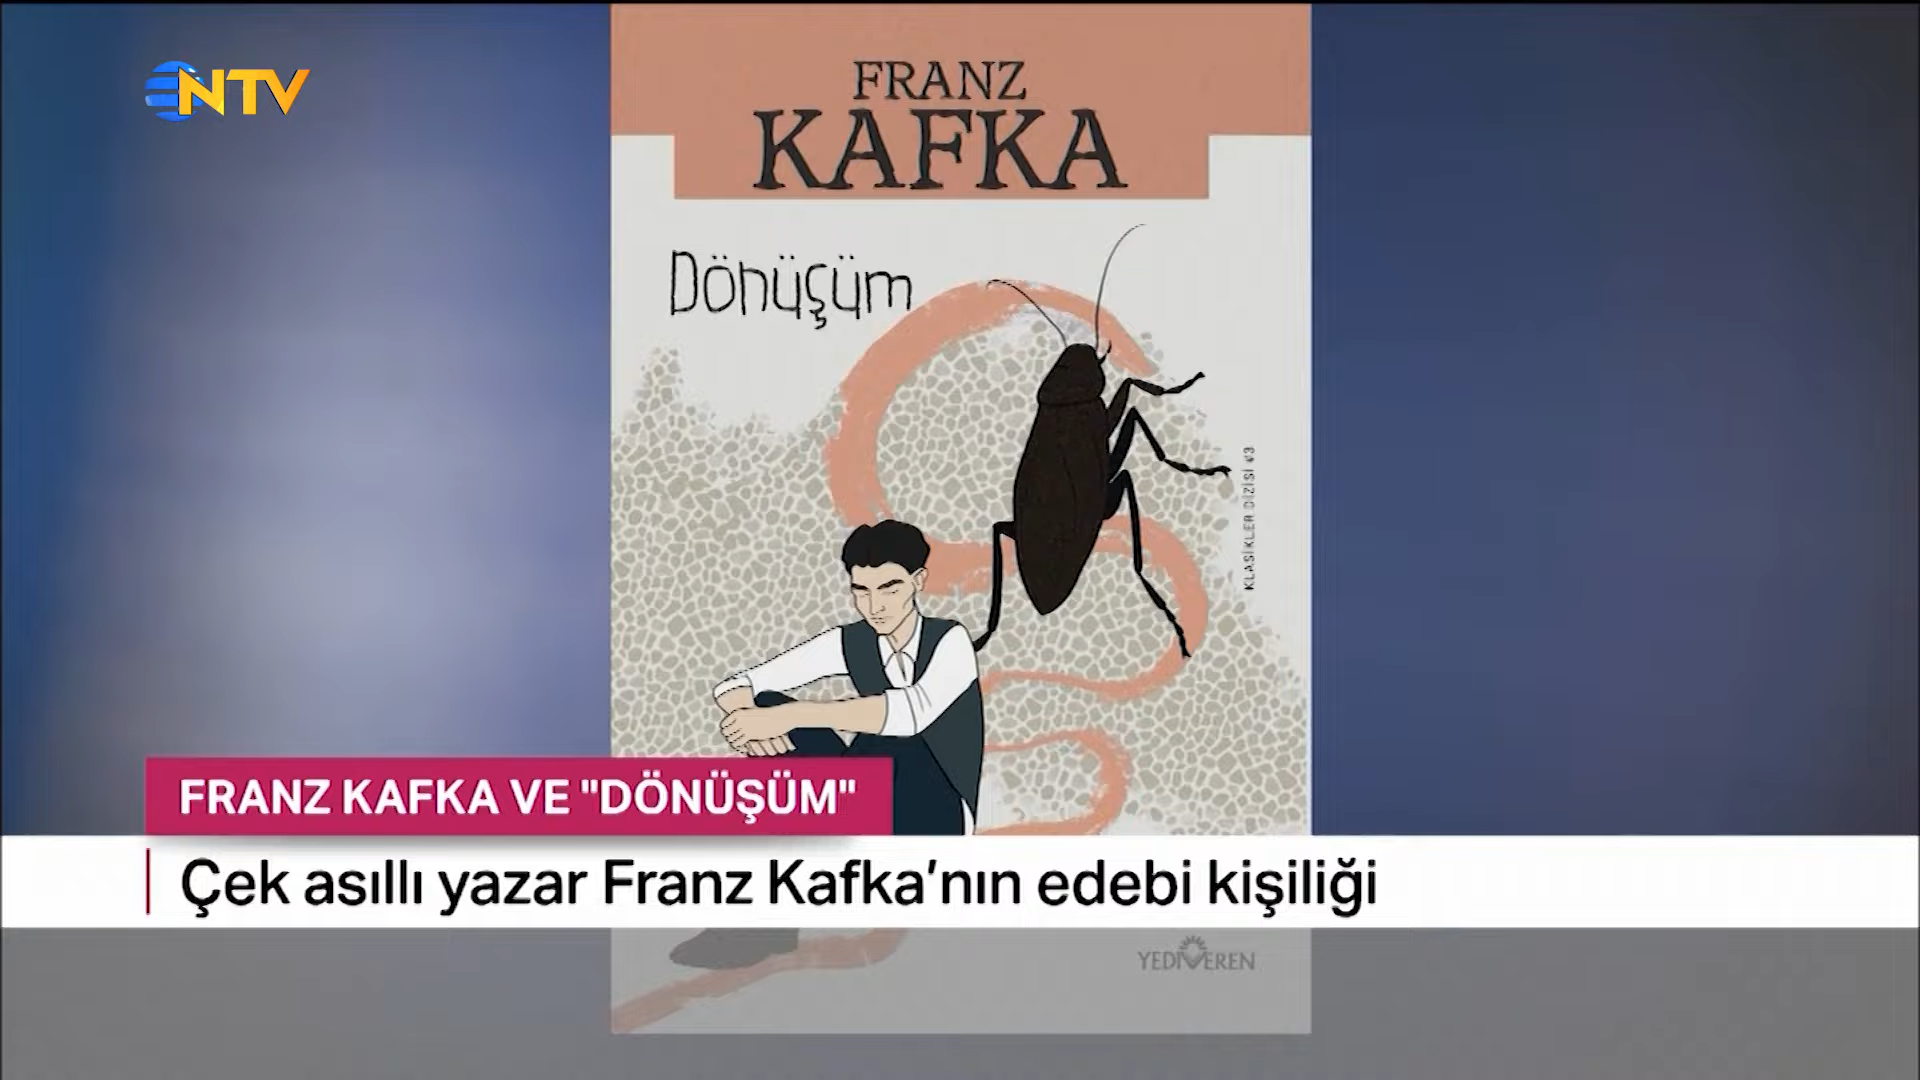 NTV
FRANZ
KAFKA
Dönüşüm
KLASİKLER DİZİSİ #3
FRANZ KAFKA VE "DÖNÜŞÜM"
Çek asıllı yazar Franz Kafka'nın edebi kişiliği
YEDİVEREN